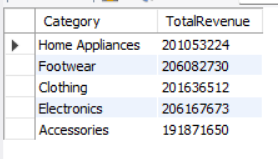 Category TotalRevenue
Home Appliances 201053224
Footwear 206082730
Clothing 201636512
Electronics 206167673
Accessories 191871650